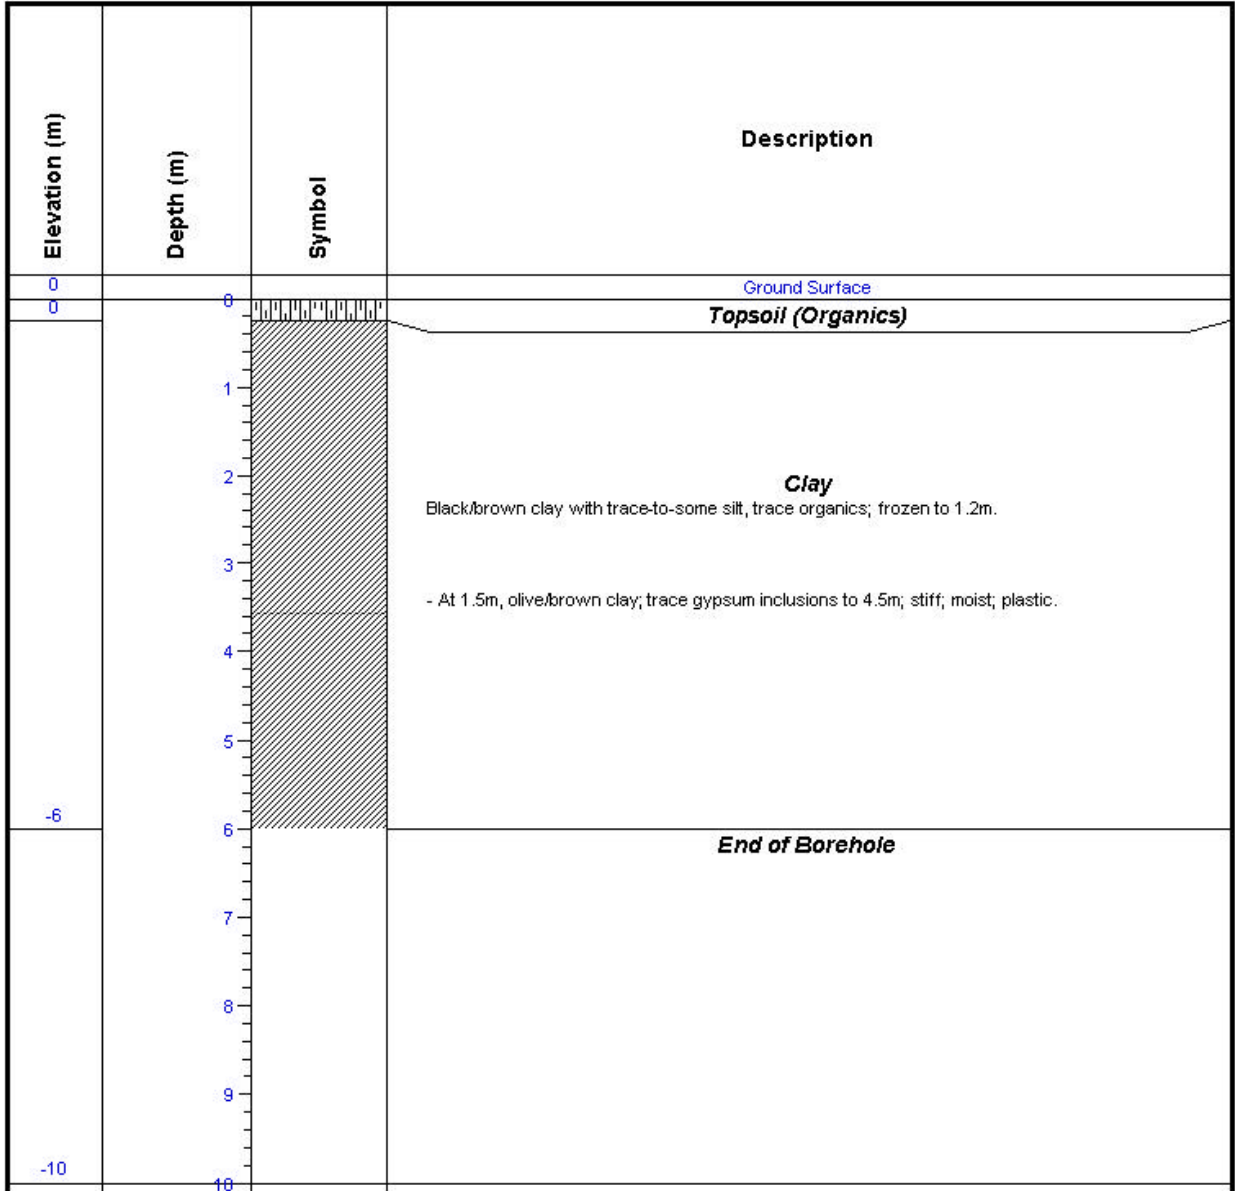 Elevation (m)
Depth (m)
Symbol
Description
0
Ground Surface
0
0
Topsoil (Organics)
1
2
Clay
Black/brown clay with trace-to-some silt, trace organics; frozen to 1.2m.
3
- At 1.5m, olive/brown clay; trace gypsum inclusions to 4.5m; stiff; moist; plastic.
4
5
-6
6
End of Borehole
7
8
9
-10
10